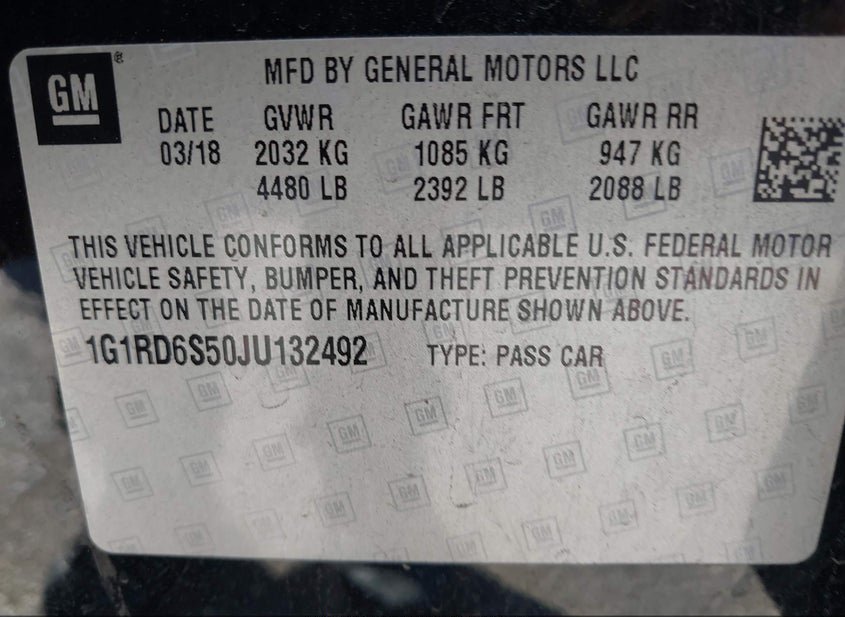 GM ®
MFD BY GENERAL MOTORS LLC
DATE GVWR GAWR FRT GAWR RR
03/18 2032 KG 1085 KG 947 KG
4480 LB 2392 LB 2088 LB
THIS VEHICLE CONFORMS TO ALL APPLICABLE U.S. FEDERAL MOTOR
VEHICLE SAFETY, BUMPER, AND THEFT PREVENTION STANDARDS IN
EFFECT ON THE DATE OF MANUFACTURE SHOWN ABOVE.
1G1RD6S50JU132492 TYPE: PASS CAR